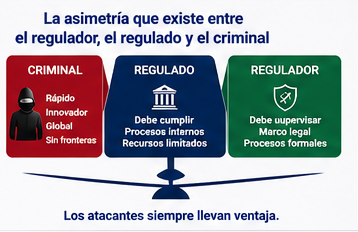 La asimetría que existe entre
el regulador, el regulado y el criminal
CRIMINAL
Rápido
Innovador
Global
Sin fronteras
REGULADO
Debe cumplir
Procesos internos
Recursos limitados
REGULADOR
Debe uupervisar
Marco legal
Procesos formales
Los atacantes siempre llevan ventaja.